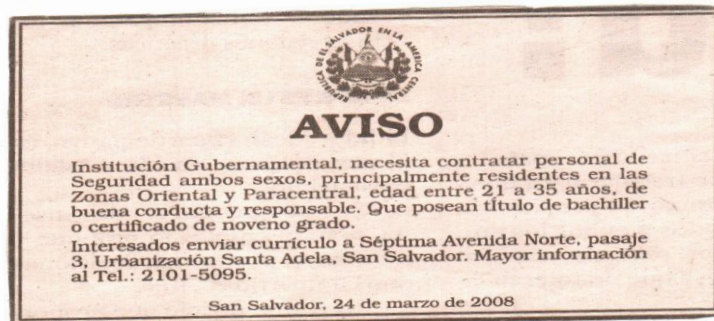 REPUBLICA DE EL SALVADOR EN LA AMERICA CENTRAL
AVISO
Institución Gubernamental, necesita contratar personal de
Seguridad ambos sexos, principalmente residentes en las
Zonas Oriental y Paracentral, edad entre 21 a 35 años, de
buena conducta y responsable. Que posean título de bachiller
o certificado de noveno grado.
Interesados enviar currículo a Séptima Avenida Norte, pasaje
3, Urbanización Santa Adela, San Salvador. Mayor información
al Tel.: 2101-5095.
San Salvador, 24 de marzo de 2008